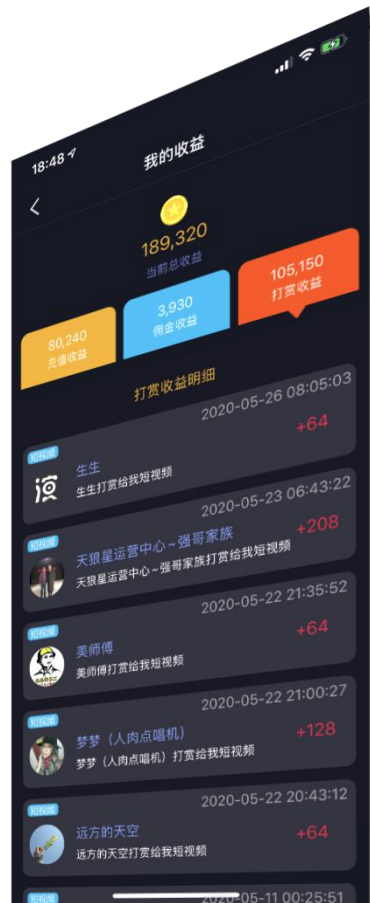 18:48
我的收益
189,320
当前总收益
80,240
充值收益
3,930
佣金收益
105,150
打赏收益
打赏收益明细
2020-05-26 08:05:03
短视频
生生
+64
生生打赏给我短视频
2020-05-23 06:43:22
短视频
天狼星运营中心~强哥家族
+208
天狼星运营中心~强哥家族打赏给我短视频
2020-05-22 21:35:52
短视频
美师傅
+64
美师傅打赏给我短视频
2020-05-22 21:00:27
短视频
梦梦（人肉点唱机）
+128
梦梦（人肉点唱机）打赏给我短视频
2020-05-22 20:43:12
短视频
远方的天空
+64
远方的天空打赏给我短视频
2020-05-11 00:25:51
短视频